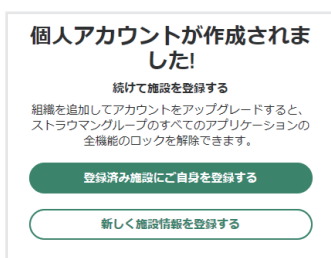 個人アカウントが作成されま
した!
続けて施設を登録する
組織を追加してアカウントをアップグレードすると、
ストラウマングループのすべてのアプリケーションの
全機能のロックを解除できます。
登録済み施設にご自身を登録する
新しく施設情報を登録する